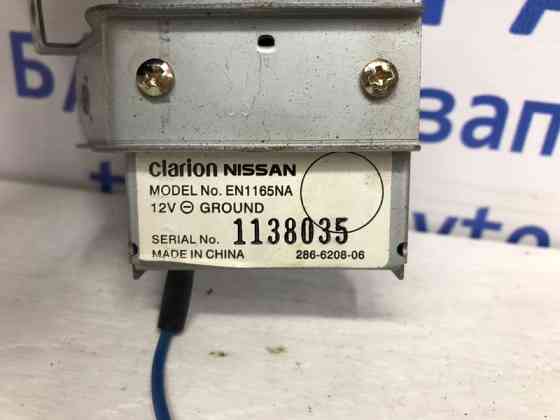 clarion NISSAN
MODEL No. EN1165NA
12V ⊖ GROUND
SERIAL No. 1138035
MADE IN CHINA 286-6208-06